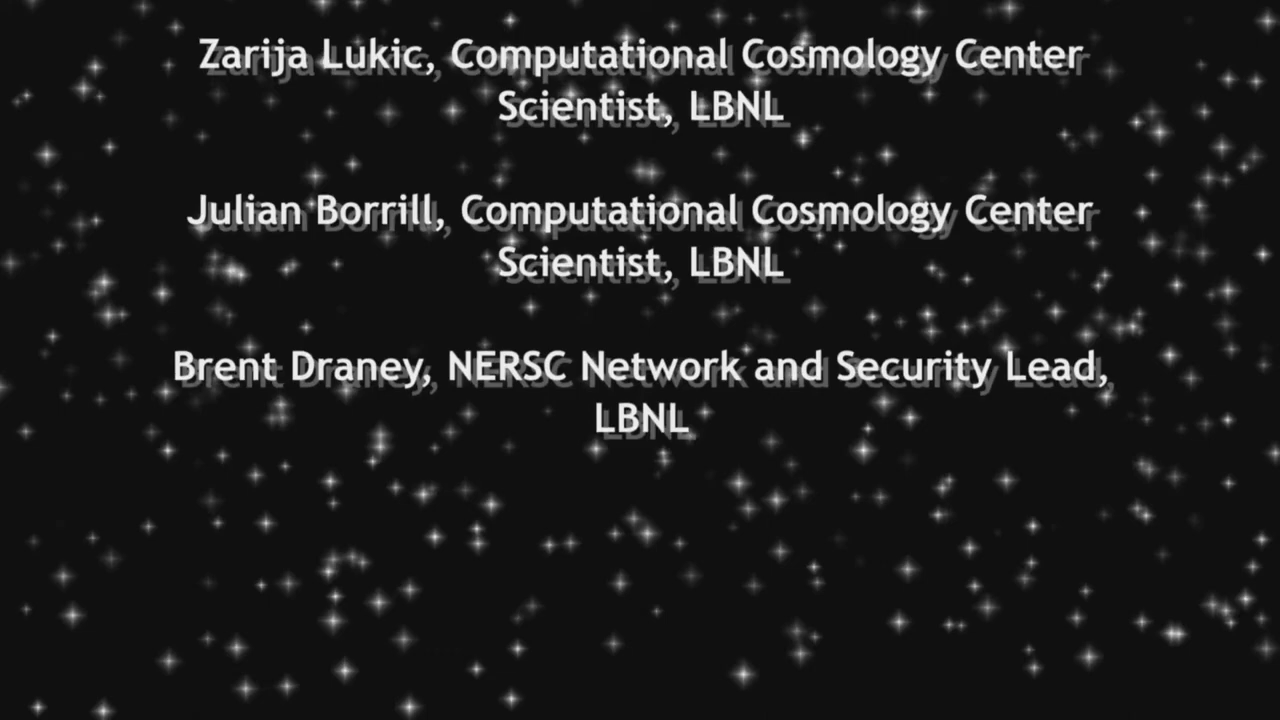 Zarija Lukic, Computational Cosmology Center
Scientist, LBNL
Julian Borrill, Computational Cosmology Center
Scientist, LBNL
Brent Draney, NERSC Network and Security Lead,
LBNL